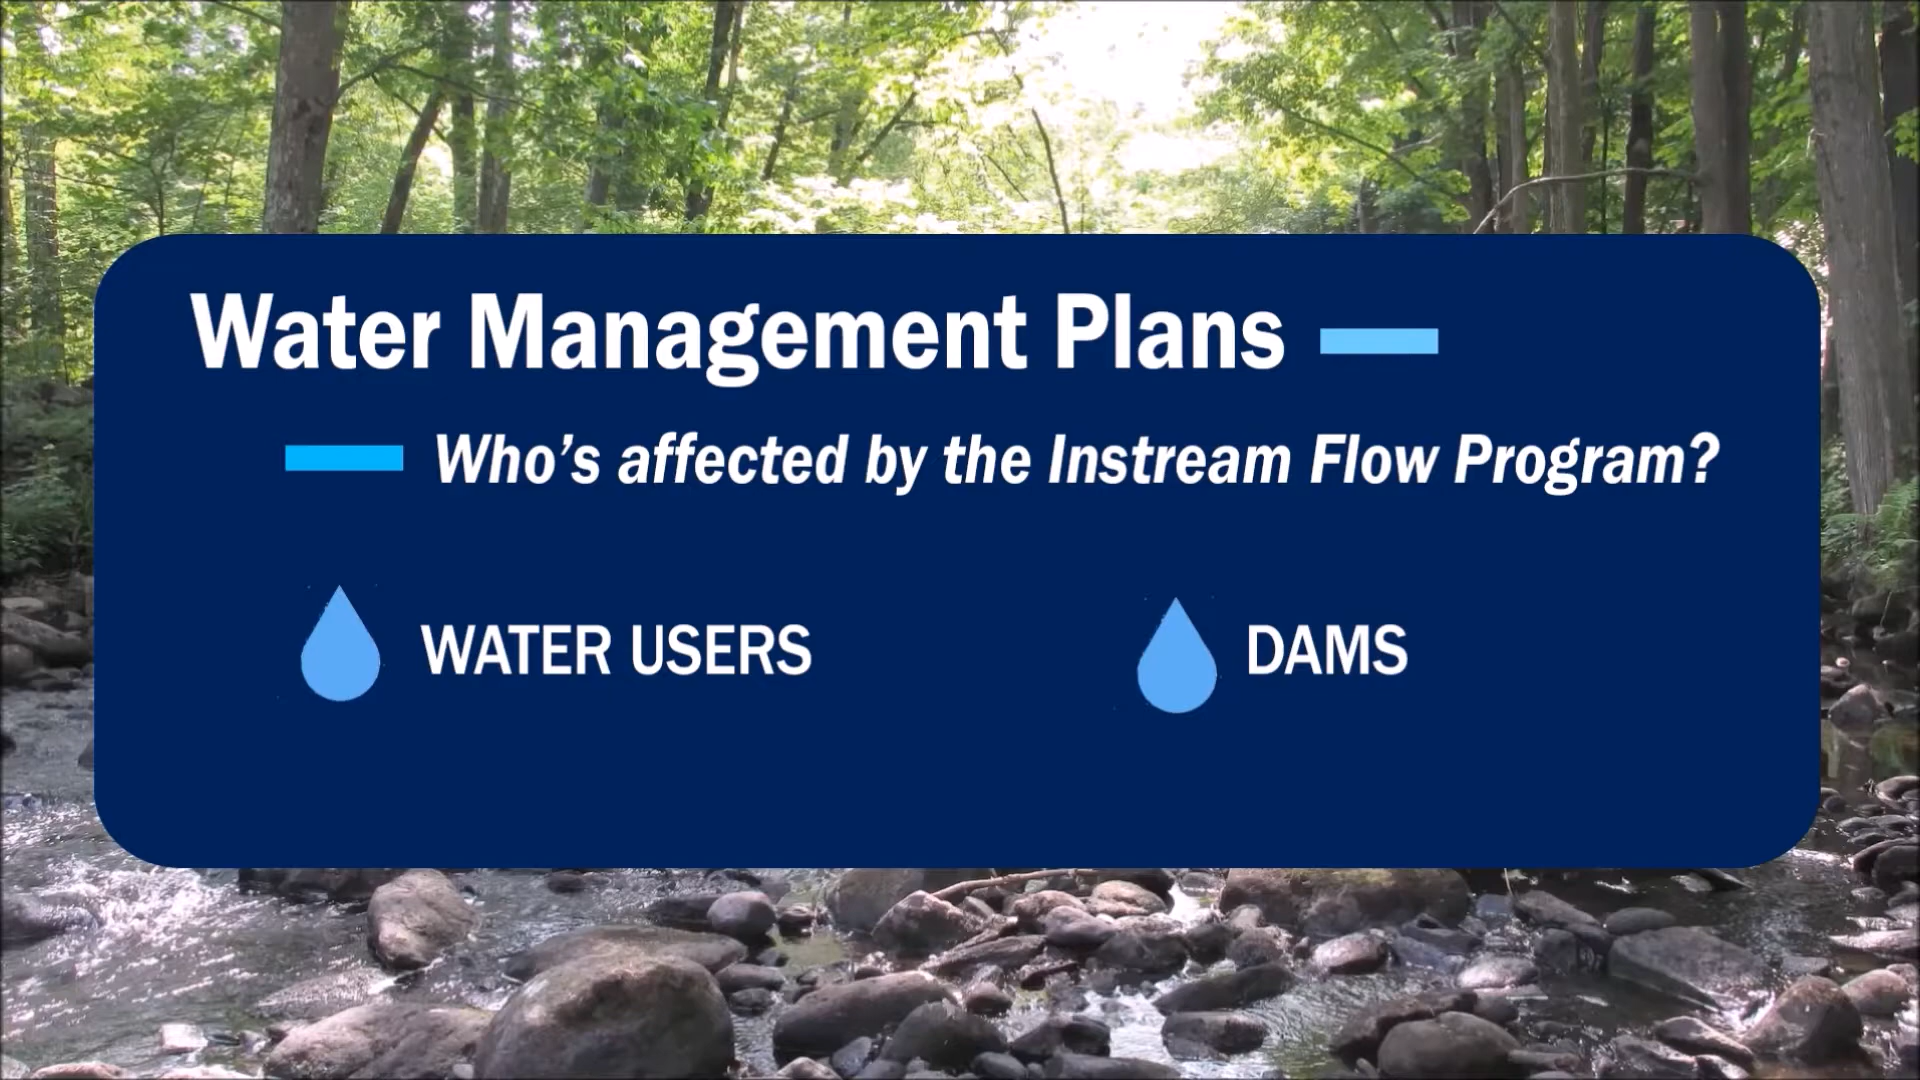 Water Management Plans
Who’s affected by the Instream Flow Program?
WATER USERS
DAMS